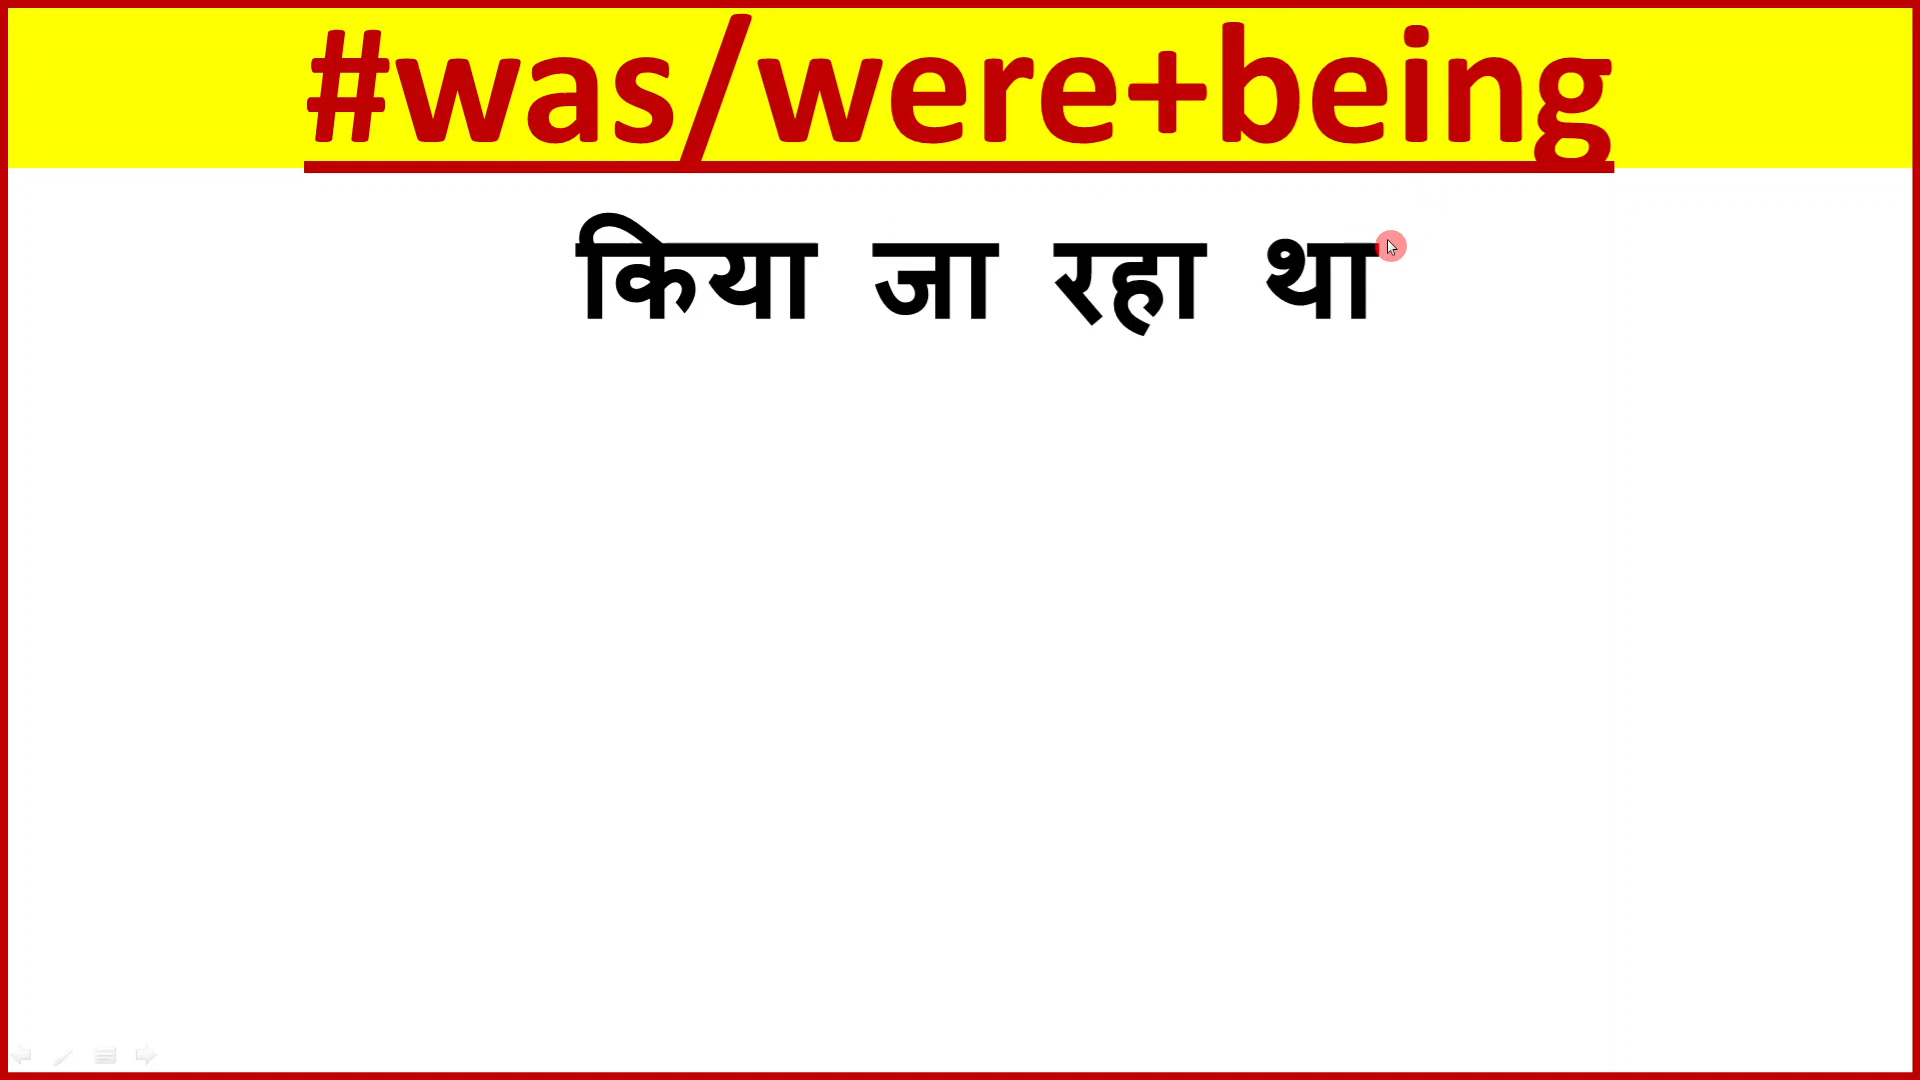 #was/were+being
किया जा रहा था